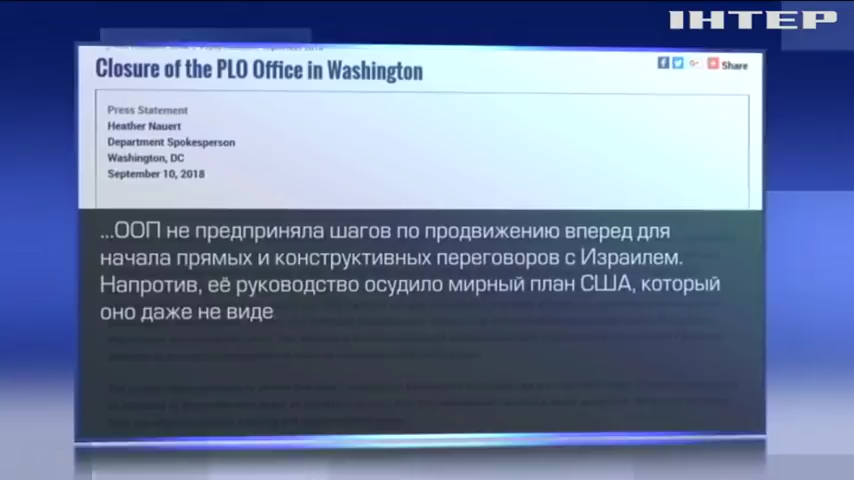 ІНТЕР
Closure of the PLO Office in Washington
Share
Press Statement
Heather Nauert
Department Spokesperson
Washington, DC
September 10, 2018
...ООП не предприняла шагов по продвижению вперед для
начала прямых и конструктивных переговоров с Израилем.
Напротив, её руководство осудило мирный план США, который
оно даже не виде